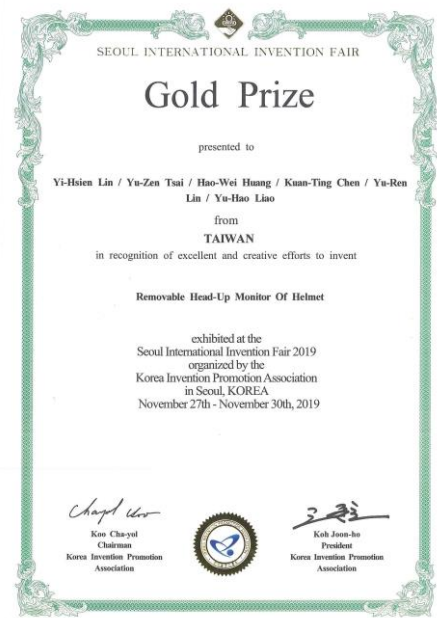 SEOUL INTERNATIONAL INVENTION FAIR
Gold Prize
presented to
Yi-Hsien Lin / Yu-Zen Tsai / Hao-Wei Huang / Kuan-Ting Chen / Yu-Ren
Lin / Yu-Hao Liao
from
TAIWAN
in recognition of excellent and creative efforts to invent
Removable Head-Up Monitor Of Helmet
exhibited at the
Seoul International Invention Fair 2019
organized by the
Korea Invention Promotion Association
in Seoul, KOREA
November 27th - November 30th, 2019
Koo Cha-yol
Chairman
Korea Invention Promotion
Association
Koh Joon-ho
President
Korea Invention Promotion
Association